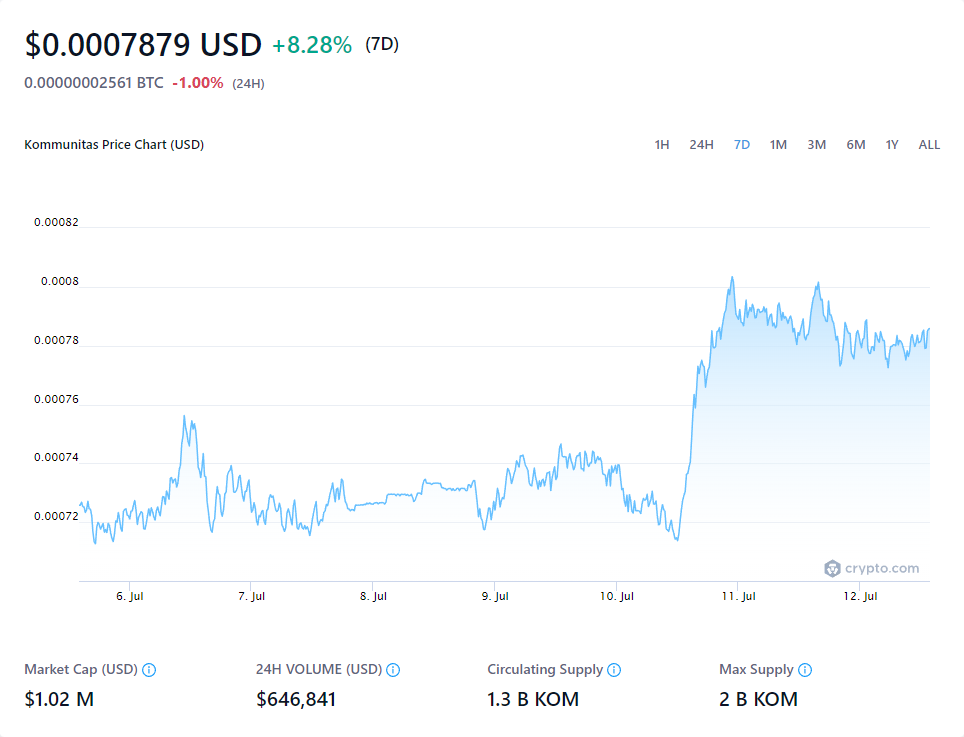 $0.0007879 USD +8.28% (7D)
0.00000002561 BTC -1.00% (24H)
Kommunitas Price Chart (USD) 1H 24H 7D 1M 3M 6M 1Y ALL
0.00082
0.0008
0.00078
0.00076
0.00074
0.00072
crypto.com
6. Jul 7. Jul 8. Jul 9. Jul 10. Jul 11. Jul 12. Jul
Market Cap (USD) 24H VOLUME (USD) Circulating Supply Max Supply
$1.02 M $646,841 1.3 B KOM 2 B KOM